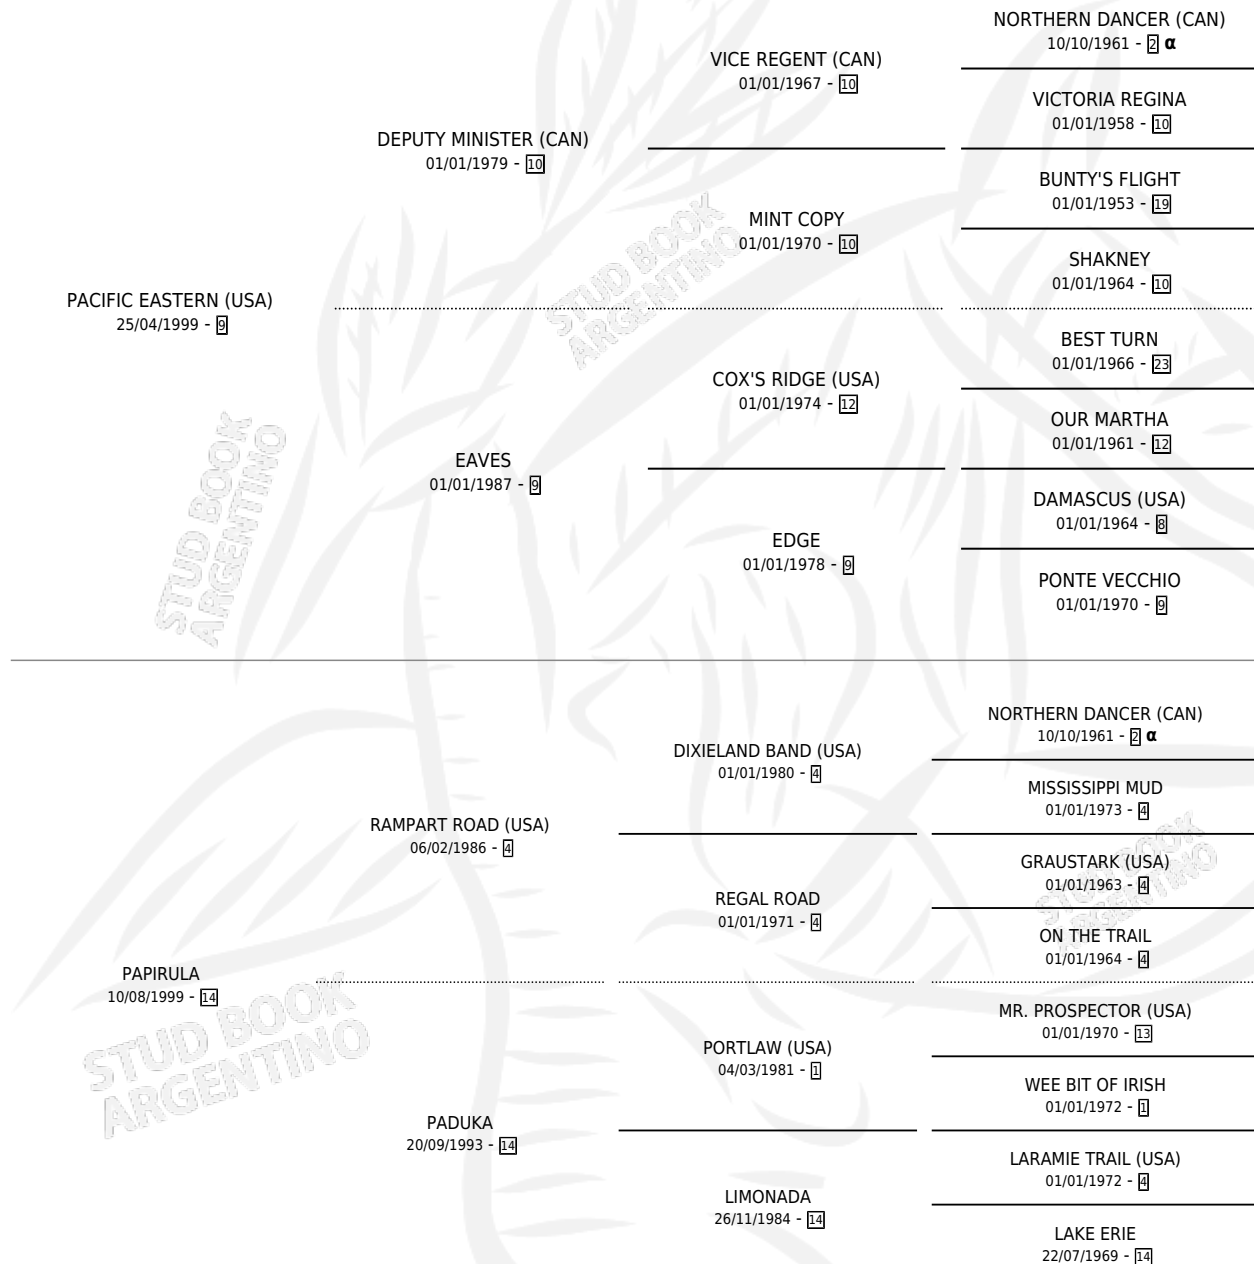 NORTHERN DANCER (CAN)
10/10/1961 - 2 α
VICE REGENT (CAN)
01/01/1967 - 10
VICTORIA REGINA
01/01/1958 - 10
DEPUTY MINISTER (CAN)
01/01/1979 - 10
BUNTY'S FLIGHT
01/01/1953 - 19
MINT COPY
01/01/1970 - 10
SHAKNEY
01/01/1964 - 10
PACIFIC EASTERN (USA)
25/04/1999 - 9
BEST TURN
01/01/1966 - 23
COX'S RIDGE (USA)
01/01/1974 - 12
OUR MARTHA
01/01/1961 - 12
EAVES
01/01/1987 - 9
DAMASCUS (USA)
01/01/1964 - 8
EDGE
01/01/1978 - 9
PONTE VECCHIO
01/01/1970 - 9
STUD BOOK
ARGENTINO
STUD BOOK
ARGENTINO
NORTHERN DANCER (CAN)
10/10/1961 - 2 α
DIXIELAND BAND (USA)
01/01/1980 - 4
MISSISSIPPI MUD
01/01/1973 - 4
RAMPART ROAD (USA)
06/02/1986 - 4
GRAUSTARK (USA)
01/01/1963 - 4
REGAL ROAD
01/01/1971 - 4
ON THE TRAIL
01/01/1964 - 4
PAPIRULA
10/08/1999 - 14
MR. PROSPECTOR (USA)
01/01/1970 - 13
PORTLAW (USA)
04/03/1981 - 1
WEE BIT OF IRISH
01/01/1972 - 1
PADUKA
20/09/1993 - 14
LARAMIE TRAIL (USA)
01/01/1972 - 4
LIMONADA
26/11/1984 - 14
LAKE ERIE
22/07/1969 - 14
STUD BOOK
ARGENTINO
STUD BOOK
ARGENTINO